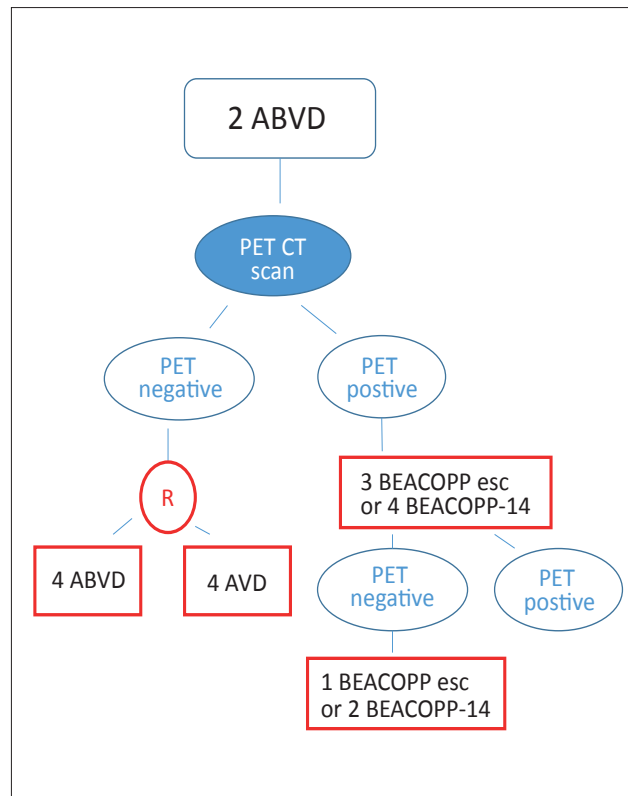 2 ABVD
PET CT
scan
PET
negative
PET
postive
R
3 BEACOPP esc
or 4 BEACOPP-14
4 ABVD
4 AVD
PET
negative
PET
postive
1 BEACOPP esc
or 2 BEACOPP-14